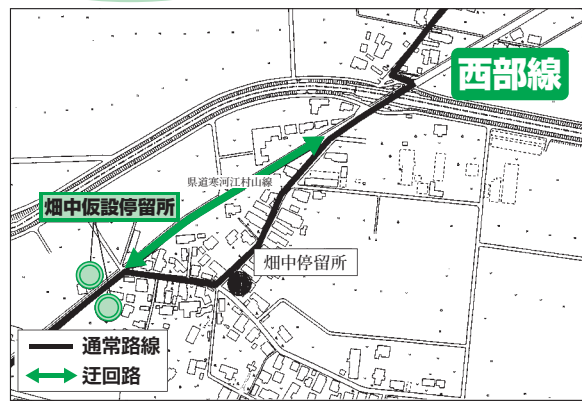 西部線
県道寒河江村山線
畑中仮設停留所
畑中停留所
通常路線
迂回路